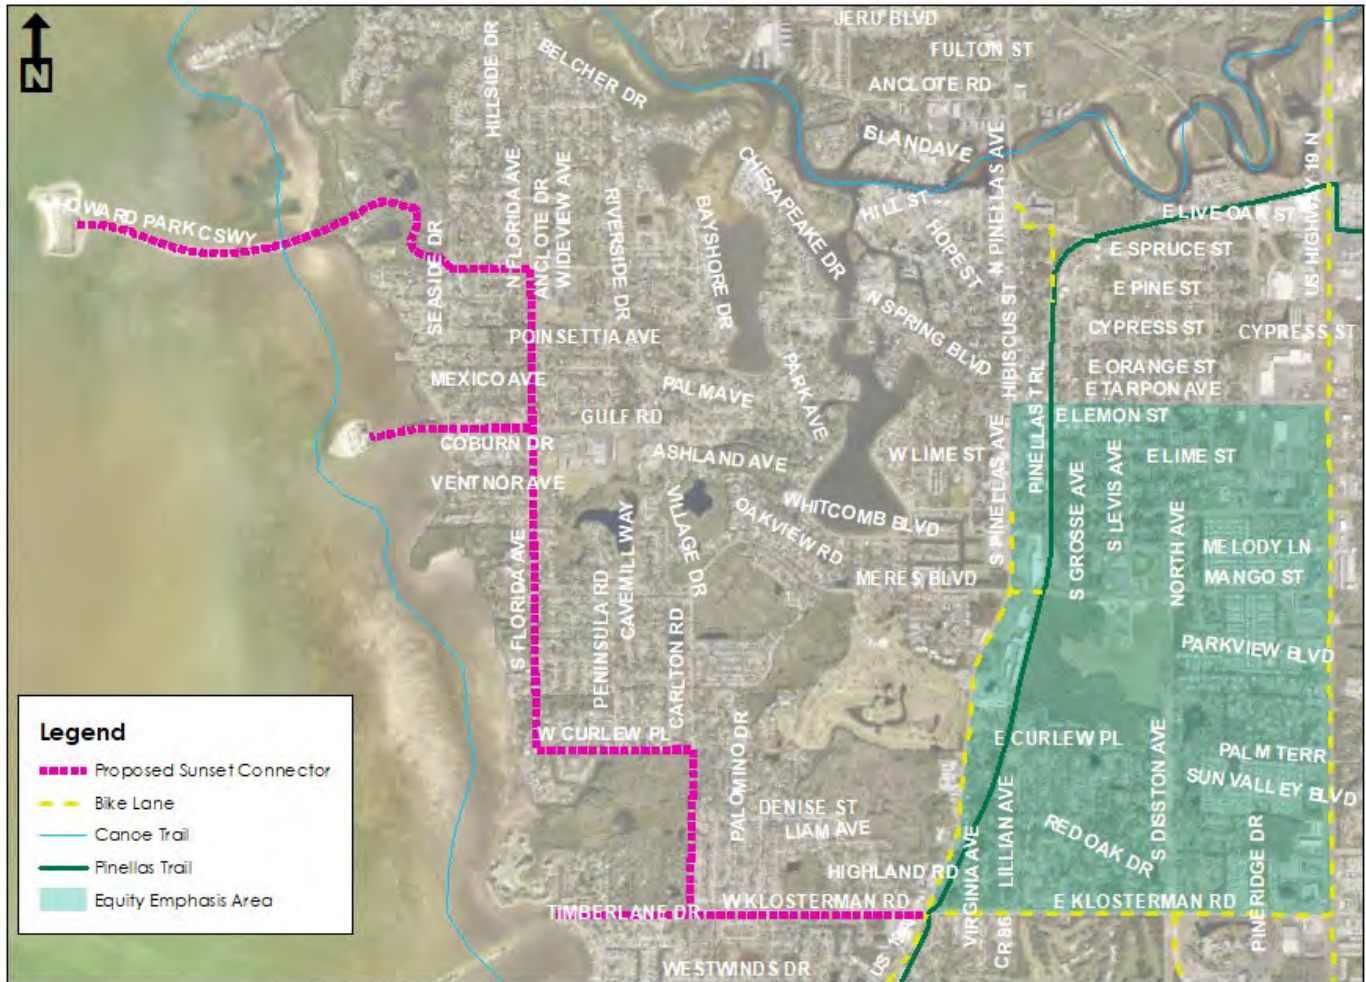 N
JERU BLVD
FULTON ST
ANCLOTE RD
HILLSIDE DR
BELCHER DR
ISLAND AVE
CHESAPEAKE DR
N PINELLAS AVE
US HIGHWAY 19 N
HOWARD PARK CSWY
SEASIDE DR
N FLORIDA AVE
ANCLOTE DR
WIDEVIEW AVE
RIVERSIDE DR
BAYSHORE DR
HILL ST
HOPE ST
E LIVE OAK ST
E SPRUCE ST
E PINE ST
CYPRESS ST
CYPRESS ST
N SPRING BLVD
HIBISCUS ST
POINSETTIA AVE
E ORANGE ST
E TARPON AVE
MEXICO AVE
PALM AVE
PARK AVE
PINELLAS TRL
GULF RD
E LEMON ST
COBURN DR
ASHLAND AVE
W LIME ST
S PINELLAS AVE
E LIME ST
VENTNOR AVE
VILLAGE DR
OAKVIEW RD
WHITCOMB BLVD
S GROSSE AVE
S LEVIS AVE
NORTH AVE
MELODY LN
MANGO ST
S FLORIDA AVE
PENINSULA RD
CAVEMILL WAY
MERES BLVD
CARLTON RD
PARKVIEW BLVD
W CURLEW PL
PALOMINO DR
E CURLEW PL
S DISSTON AVE
PALM TERR
SUN VALLEY BLVD
DENISE ST
LIAM AVE
LILLIAN AVE
RED OAK DR
HIGHLAND RD
VIRGINIA AVE
PINERIDGE DR
TIMBERLANE DR
W KLOSTERMAN RD
E KLOSTERMAN RD
CR 86
WESTWINDS DR
Legend
Proposed Sunset Connector
Bike Lane
Canoe Trail
Pinellas Trail
Equity Emphasis Area